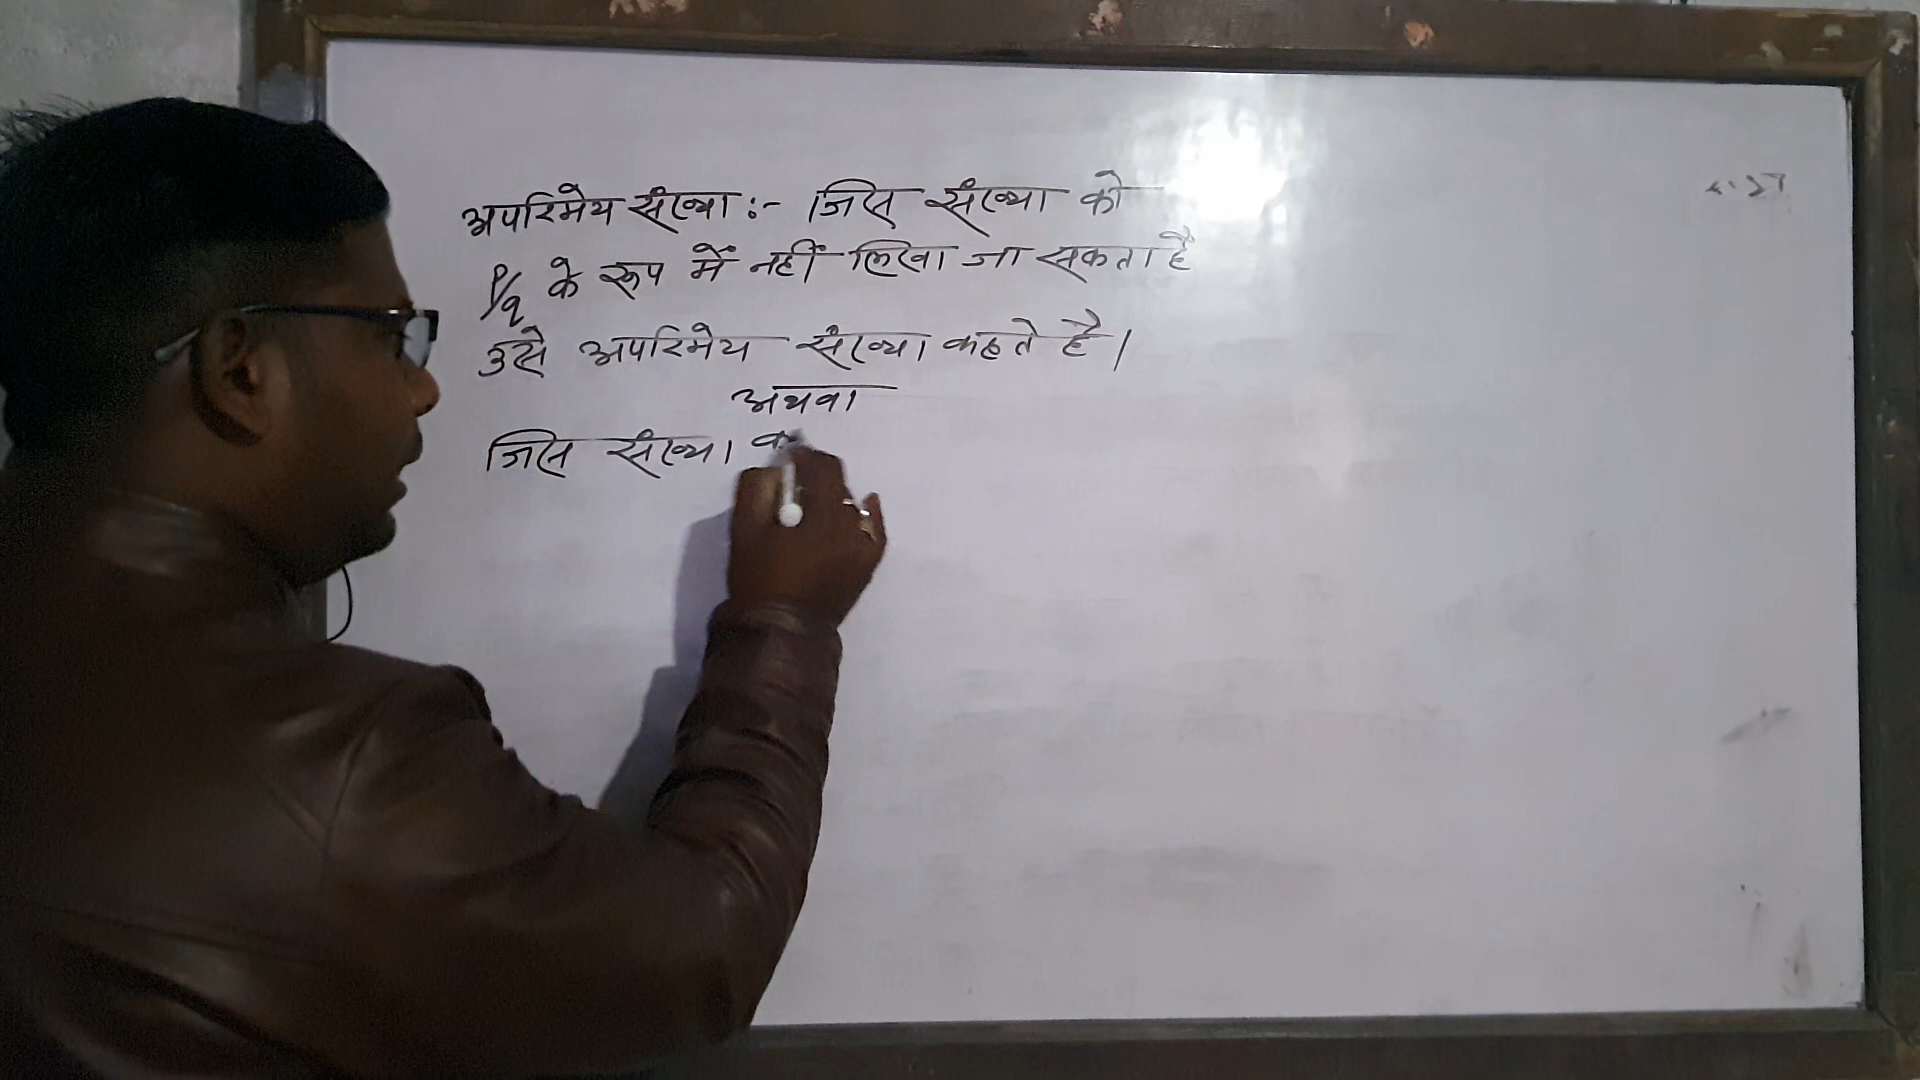 अपरिमेय संख्या :- जिस संख्या को
p/q के रूप में नहीं लिखा जा सकता है
उसे अपरिमेय संख्या कहते है।
अथवा
जिस संख्या क